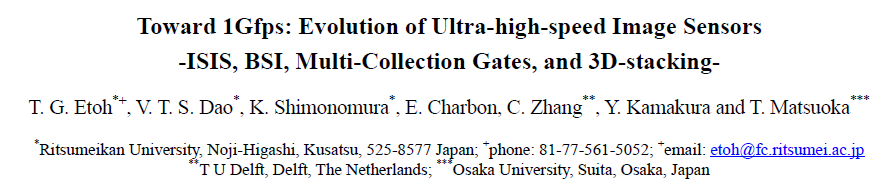 Toward 1Gfps: Evolution of Ultra-high-speed Image Sensors
-ISIS, BSI, Multi-Collection Gates, and 3D-stacking-
T. G. Etoh*+, V. T. S. Dao*, K. Shimonomura*, E. Charbon, C. Zhang**, Y. Kamakura and T. Matsuoka***
*Ritsumeikan University, Noji-Higashi, Kusatsu, 525-8577 Japan; +phone: 81-77-561-5052; +email: etoh@fc.ritsumei.ac.jp
**T U Delft, Delft, The Netherlands; ***Osaka University, Suita, Osaka, Japan